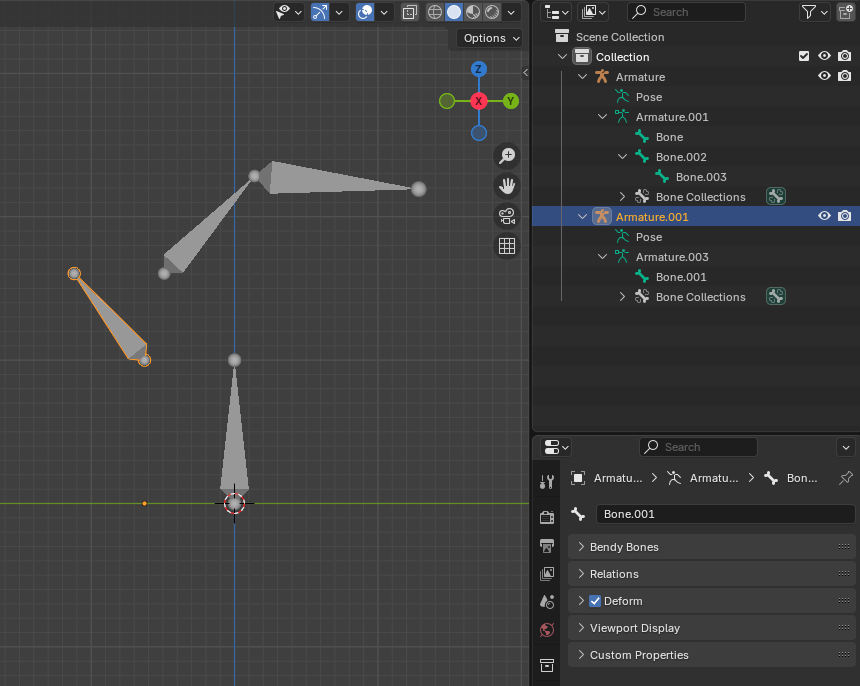 Options
Z
X
Y
Search
Scene Collection
Collection
Armature
Pose
Armature.001
Bone
Bone.002
Bone.003
Bone Collections
Armature.001
Pose
Armature.003
Bone.001
Bone Collections
Search
Armatu... Armatu... Bon...
Bone.001
Bendy Bones
Relations
Deform
Viewport Display
Custom Properties